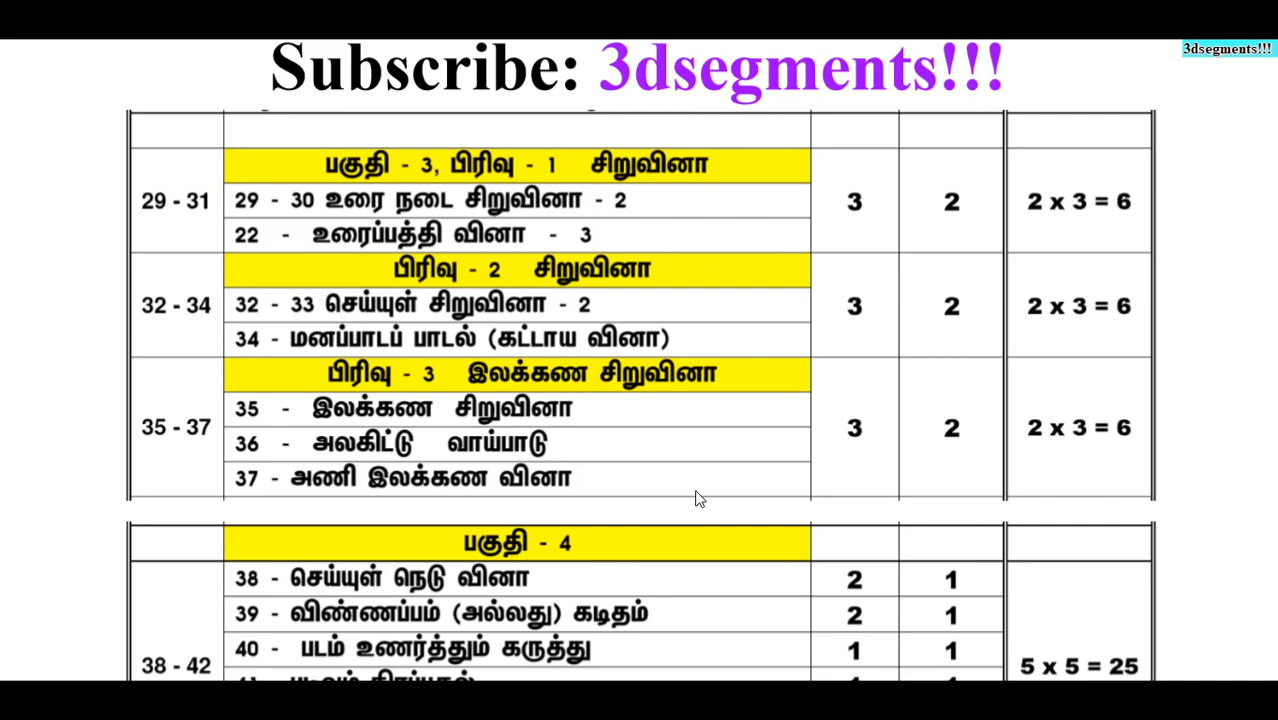 3dsegments!!!
Subscribe: 3dsegments!!!
பகுதி - 3, பிரிவு - 1 சிறுவினா
29 - 31
29 - 30 உரை நடை சிறுவினா - 2
3 2 2 x 3 = 6
22 - உரைப்பத்தி வினா - 3
பிரிவு - 2 சிறுவினா
32 - 34
32 - 33 செய்யுள் சிறுவினா - 2
3 2 2 x 3 = 6
34 - மனப்பாடப் பாடல் (கட்டாய வினா)
பிரிவு - 3 இலக்கண சிறுவினா
35 - இலக்கண சிறுவினா
35 - 37
3 2 2 x 3 = 6
36 - அலகிட்டு வாய்பாடு
37 - அணி இலக்கண வினா
பகுதி - 4
38 - செய்யுள் நெடு வினா 2 1
39 - விண்ணப்பம் (அல்லது) கடிதம் 2 1
40 - படம் உணர்த்தும் கருத்து 1 1
38 - 42
5 x 5 = 25